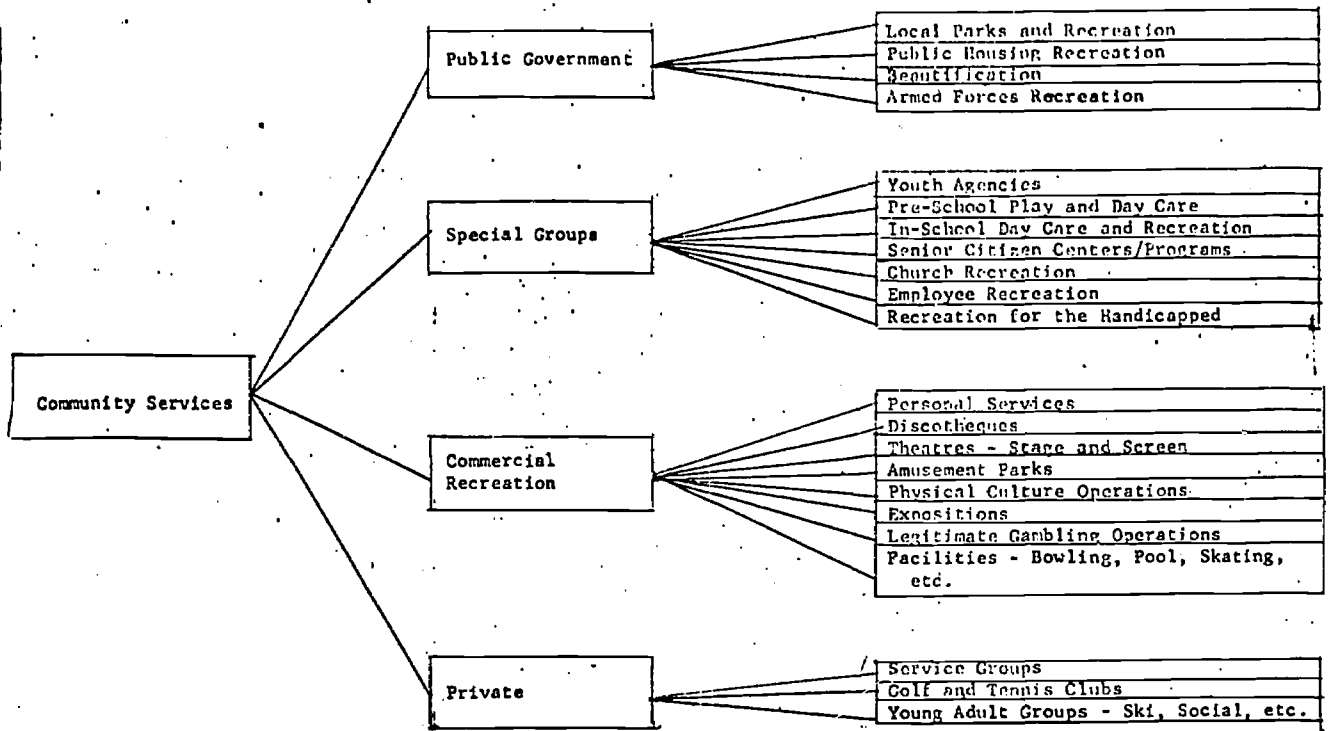 Public Government
Local Parks and Recreation
Public Housing Recreation
Beautification
Armed Forces Recreation
Special Groups
Youth Agencies
Pre-School Play and Day Care
In-School Day Care and Recreation
Senior Citizen Centers/Programs
Church Recreation
Employee Recreation
Recreation for the Handicapped
Community Services
Commercial
Recreation
Personal Services
Discotheques
Theatres - Stage and Screen
Amusement Parks
Physical Culture Operations
Expositions
Legitimate Gambling Operations
Facilities - Bowling, Pool, Skating,
etc.
Private
Service Groups
Golf and Tennis Clubs
Young Adult Groups - Ski, Social, etc.